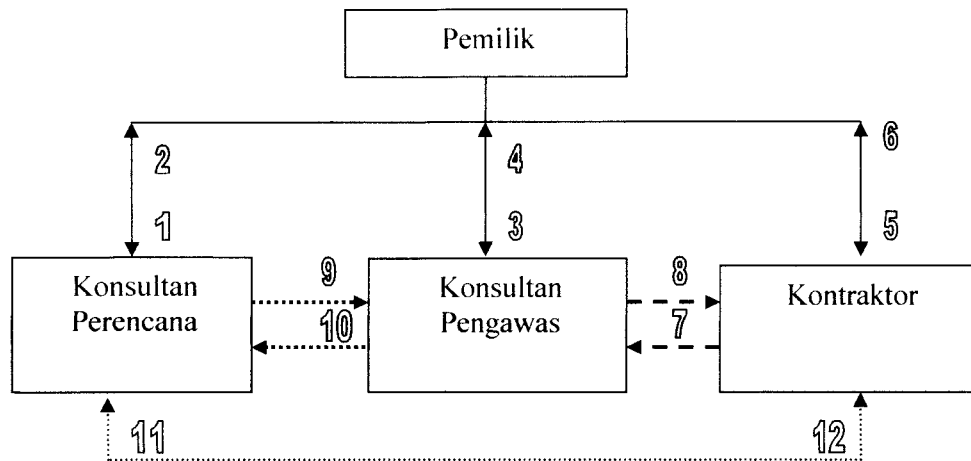 Pemilik
2
4
6
1
3
5
Konsultan
Perencana
9
10
Konsultan
Pengawas
8
7
Kontraktor
11
12